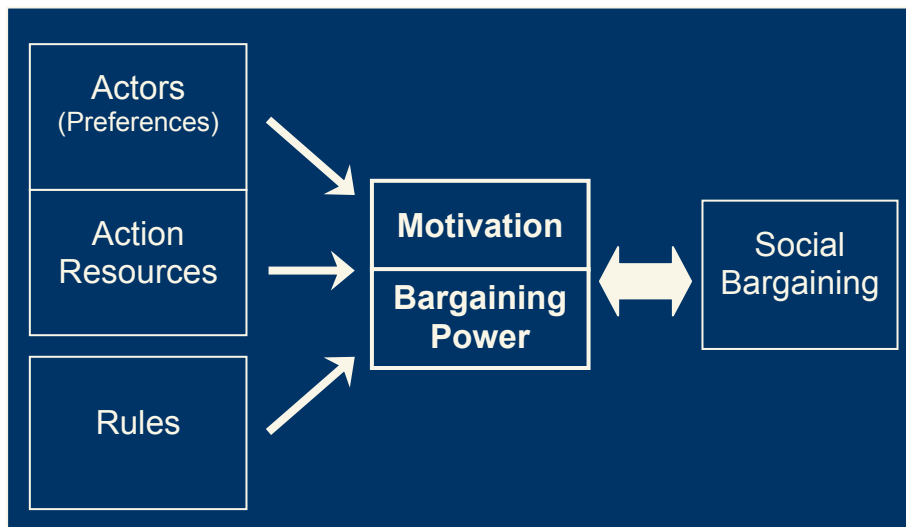 Actors
(Preferences)
Action
Resources
Rules
Motivation
Bargaining
Power
Social
Bargaining